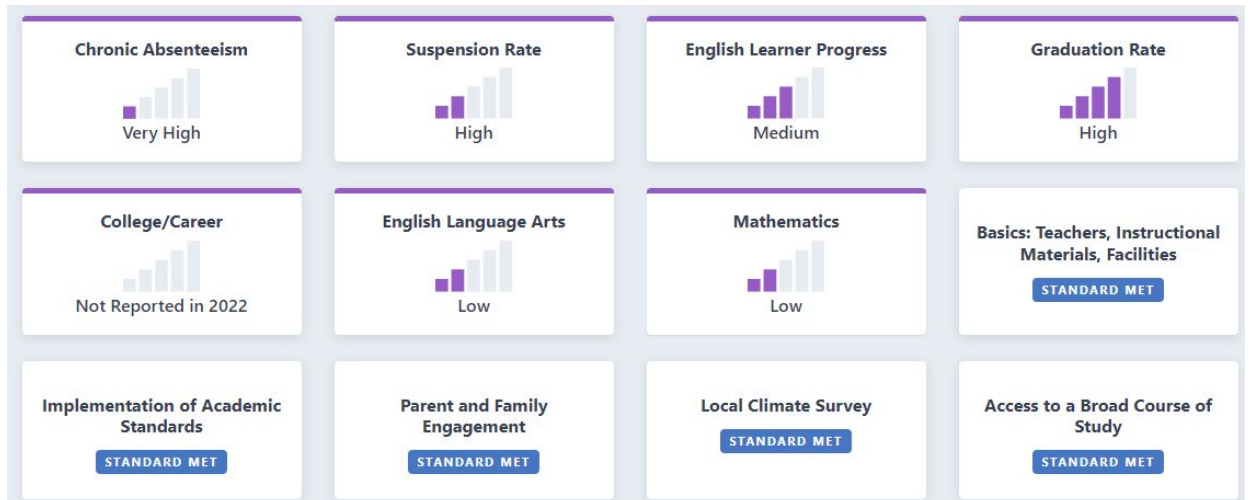 Chronic Absenteeism
Very High
Suspension Rate
High
English Learner Progress
Medium
Graduation Rate
High
College/Career
Not Reported in 2022
English Language Arts
Low
Mathematics
Low
Basics: Teachers, Instructional
Materials, Facilities
STANDARD MET
Implementation of Academic
Standards
STANDARD MET
Parent and Family
Engagement
STANDARD MET
Local Climate Survey
STANDARD MET
Access to a Broad Course of
Study
STANDARD MET